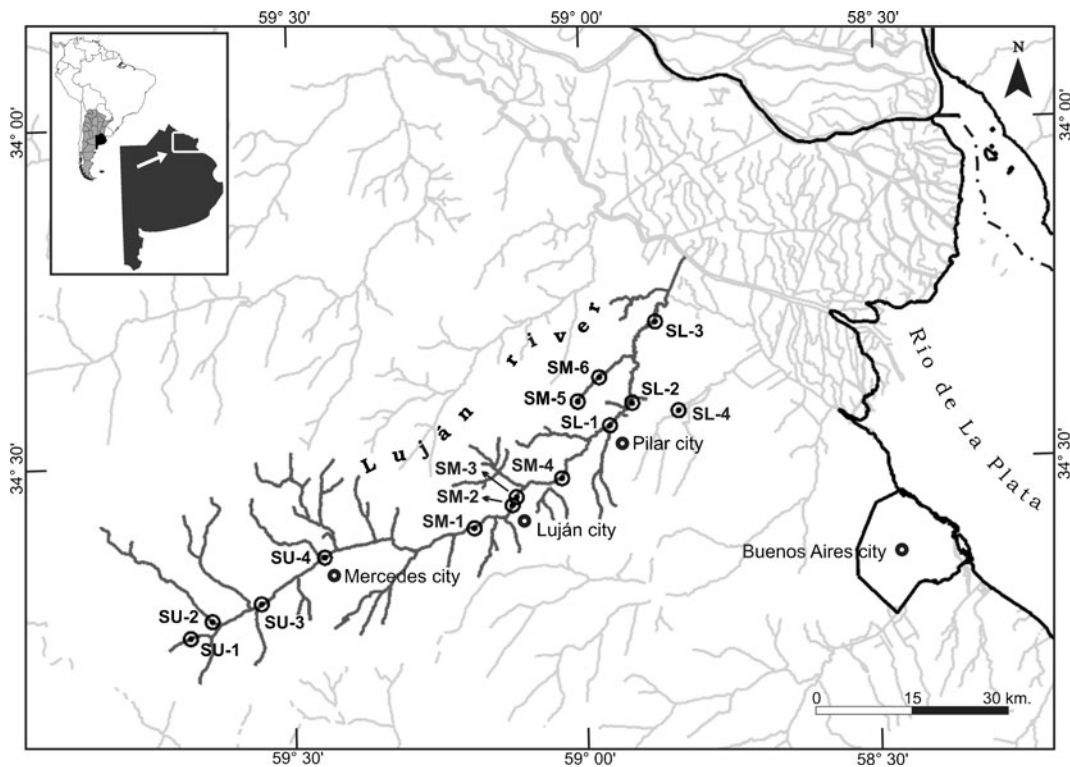 59° 30'
59° 00'
58° 30'
N
34° 00'
34° 00'
Luján river
SL-3
SM-6
SM-5
SL-2
SL-4
SL-1
Pilar city
Rio de La Plata
34° 30'
34° 30'
SM-3
SM-4
SM-2
SM-1
Luján city
Buenos Aires city
SU-4
Mercedes city
SU-2
SU-3
SU-1
0 15 30 km.
59° 30'
59° 00'
58° 30'